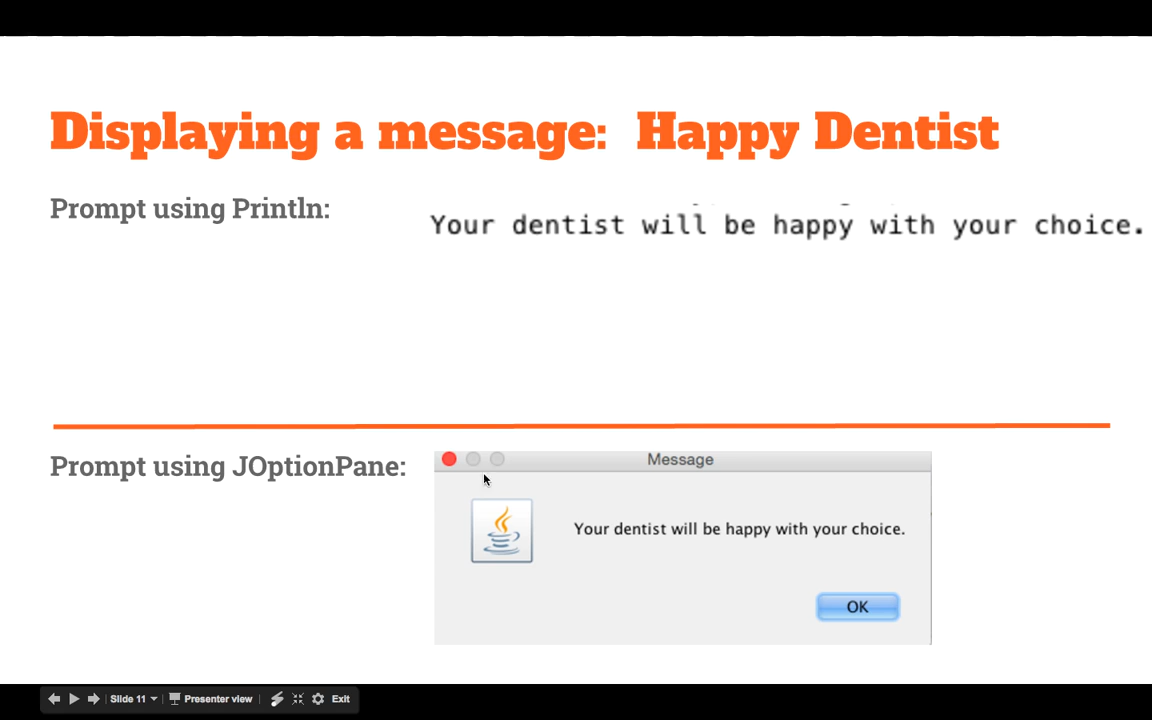 Displaying a message: Happy Dentist
Prompt using Println:
Your dentist will be happy with your choice.
Prompt using JOptionPane:
Message
Your dentist will be happy with your choice.
OK
Slide 11
Presenter view
Exit